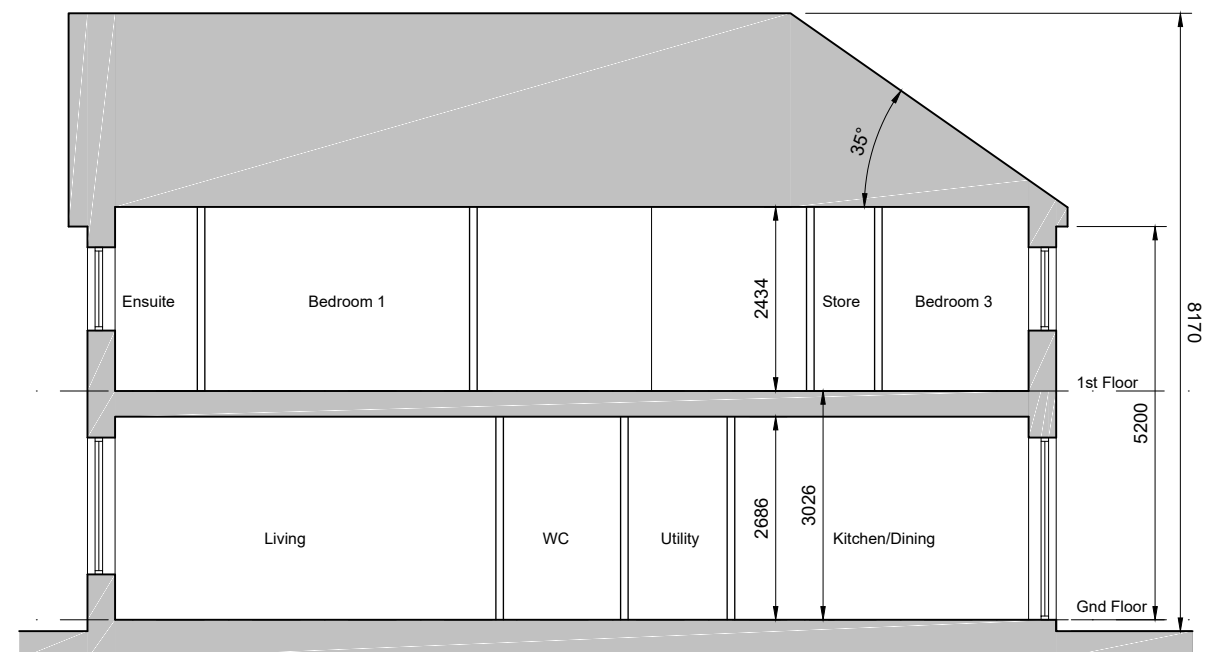 35°
Ensuite
Bedroom 1
2434
Store
Bedroom 3
8170
1st Floor
5200
Living
WC
Utility
2686
3026
Kitchen/Dining
Gnd Floor